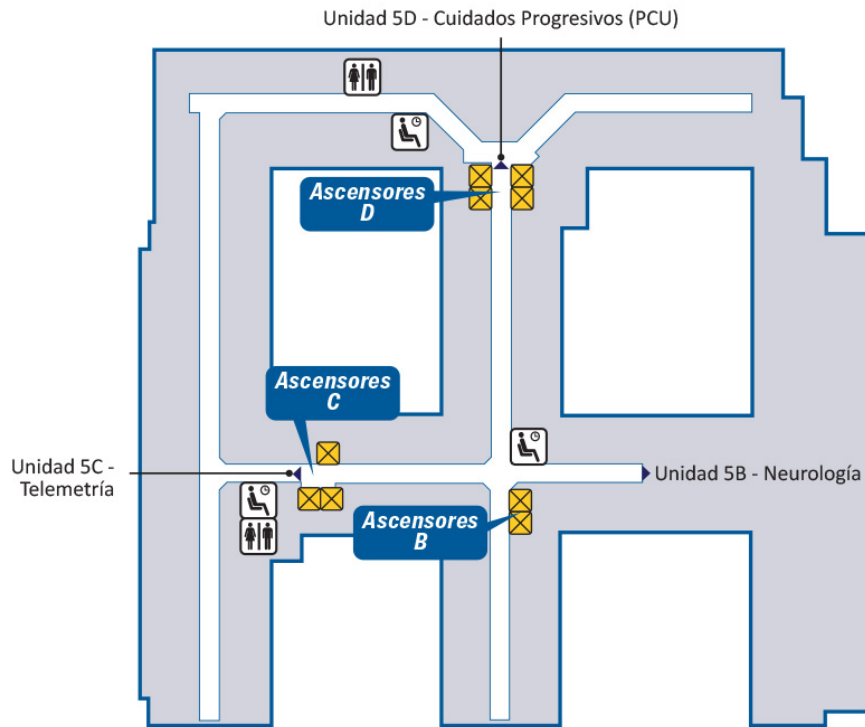 Unidad 5D - Cuidados Progresivos (PCU)
Ascensores
D
Ascensores
C
Unidad 5C -
Telemetría
Unidad 5B - Neurología
Ascensores
B